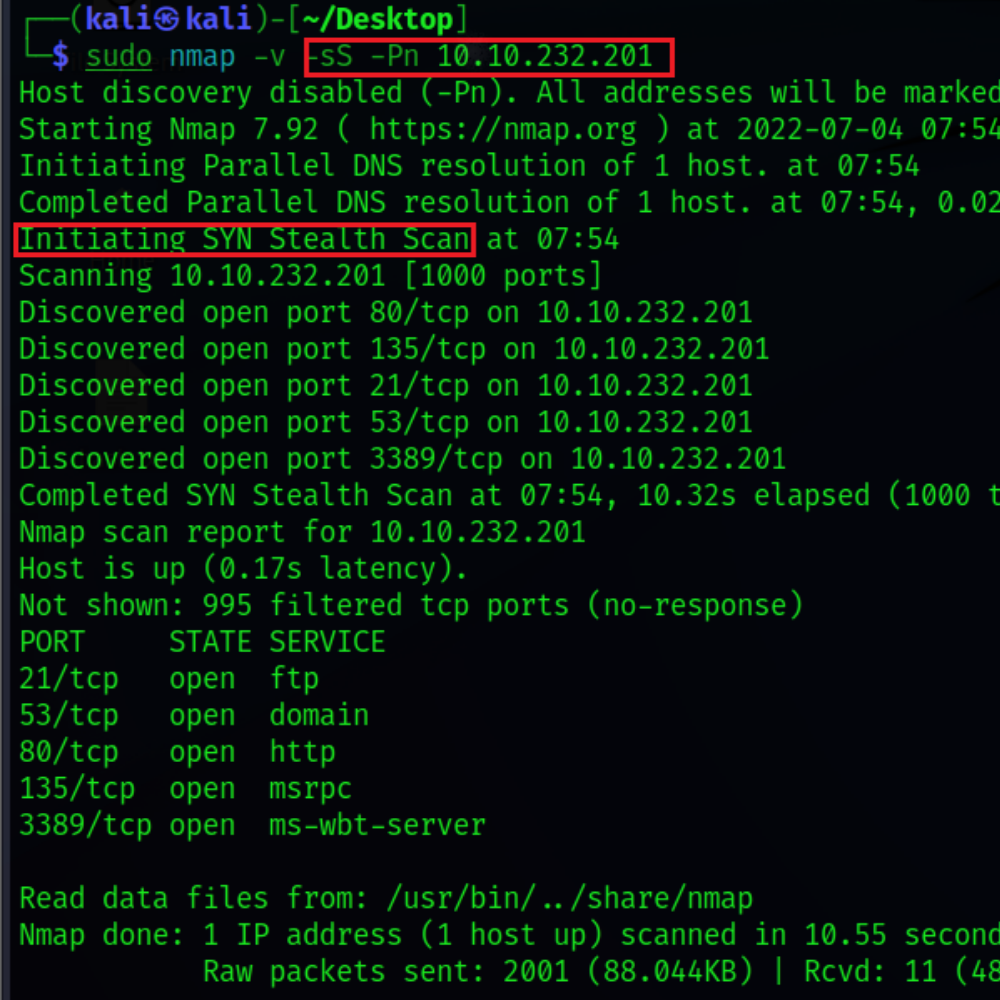 ┌──(kali㉿kali)-[~/Desktop]
└─$ sudo nmap -v -sS -Pn 10.10.232.201
Host discovery disabled (-Pn). All addresses will be marked
Starting Nmap 7.92 ( https://nmap.org ) at 2022-07-04 07:54
Initiating Parallel DNS resolution of 1 host. at 07:54
Completed Parallel DNS resolution of 1 host. at 07:54, 0.02
Initiating SYN Stealth Scan at 07:54
Scanning 10.10.232.201 [1000 ports]
Discovered open port 80/tcp on 10.10.232.201
Discovered open port 135/tcp on 10.10.232.201
Discovered open port 21/tcp on 10.10.232.201
Discovered open port 53/tcp on 10.10.232.201
Discovered open port 3389/tcp on 10.10.232.201
Completed SYN Stealth Scan at 07:54, 10.32s elapsed (1000 t
Nmap scan report for 10.10.232.201
Host is up (0.17s latency).
Not shown: 995 filtered tcp ports (no-response)
PORT     STATE SERVICE
21/tcp   open  ftp
53/tcp   open  domain
80/tcp   open  http
135/tcp  open  msrpc
3389/tcp open  ms-wbt-server
Read data files from: /usr/bin/../share/nmap
Nmap done: 1 IP address (1 host up) scanned in 10.55 second
Raw packets sent: 2001 (88.044KB) | Rcvd: 11 (48